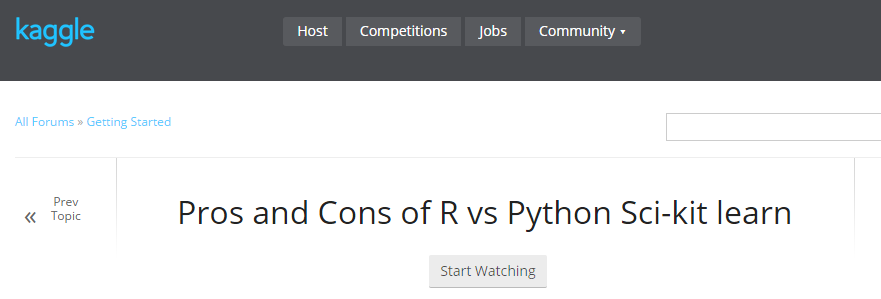 kaggle
Host Competitions Jobs Community ▾
All Forums » Getting Started
« Prev
Topic
Pros and Cons of R vs Python Sci-kit learn
Start Watching